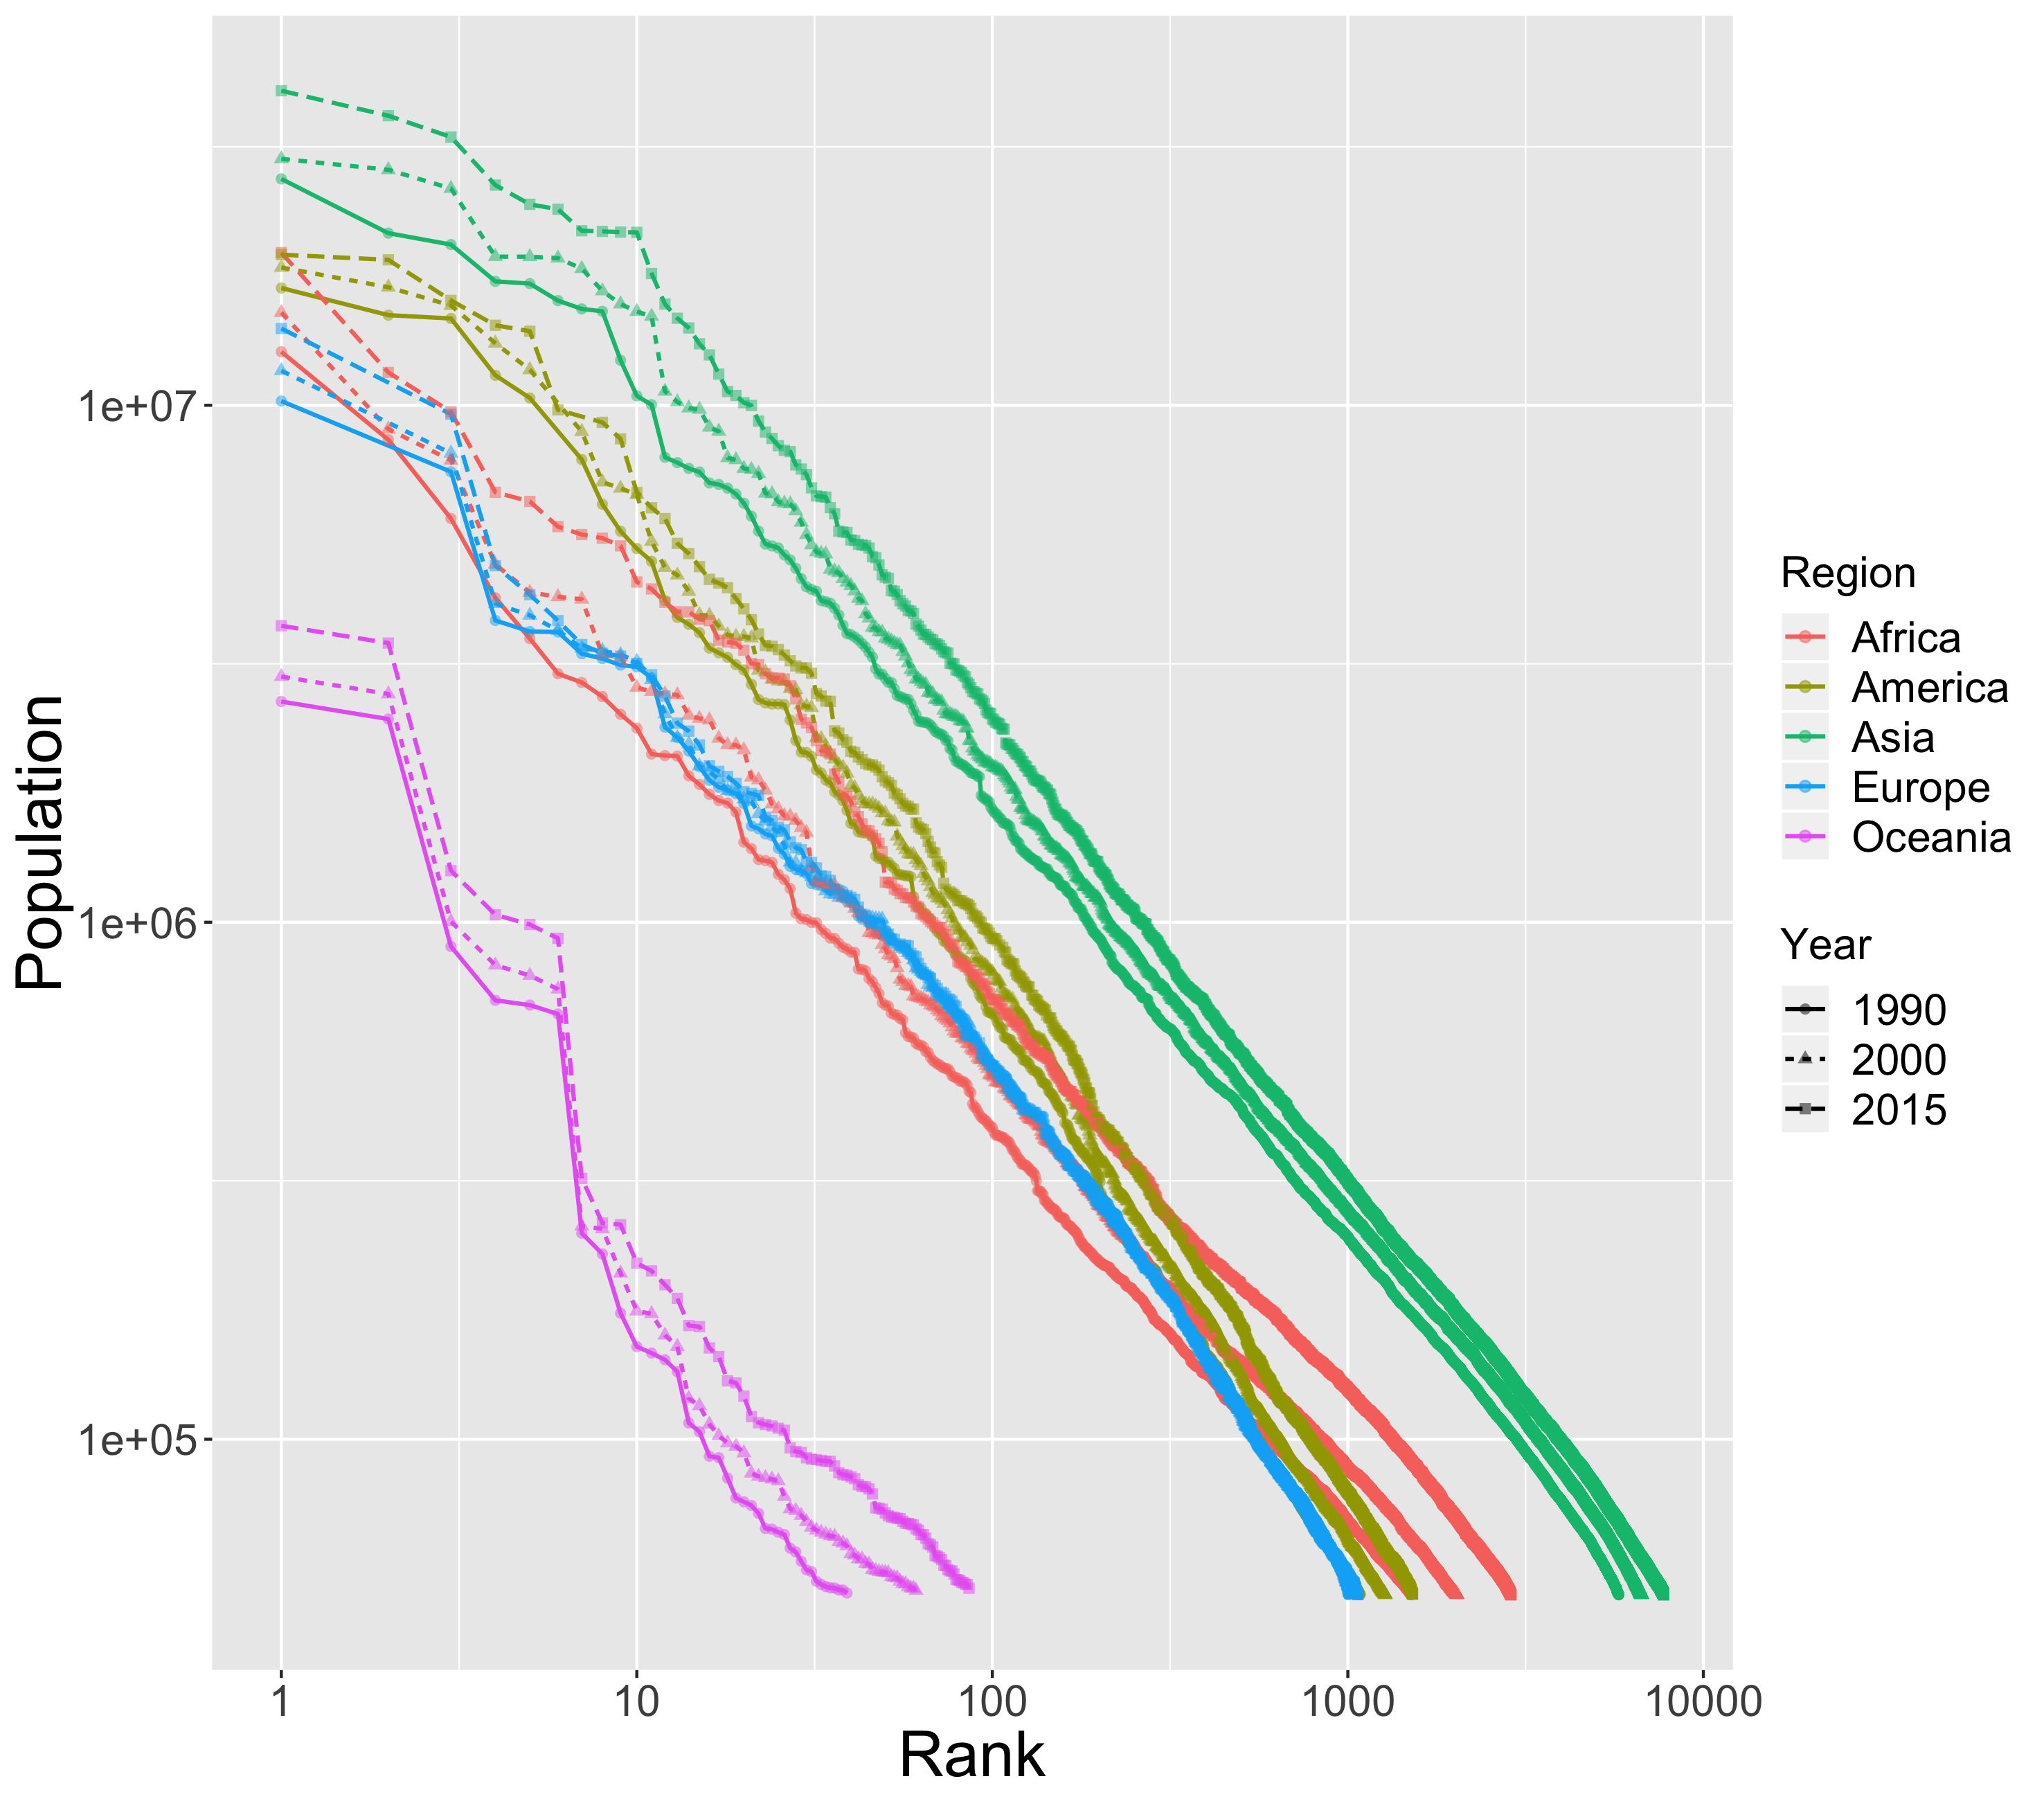 1e+07
1e+06
1e+05
Population
1
10
100
1000
10000
Rank
Region
Africa
America
Asia
Europe
Oceania
Year
1990
2000
2015